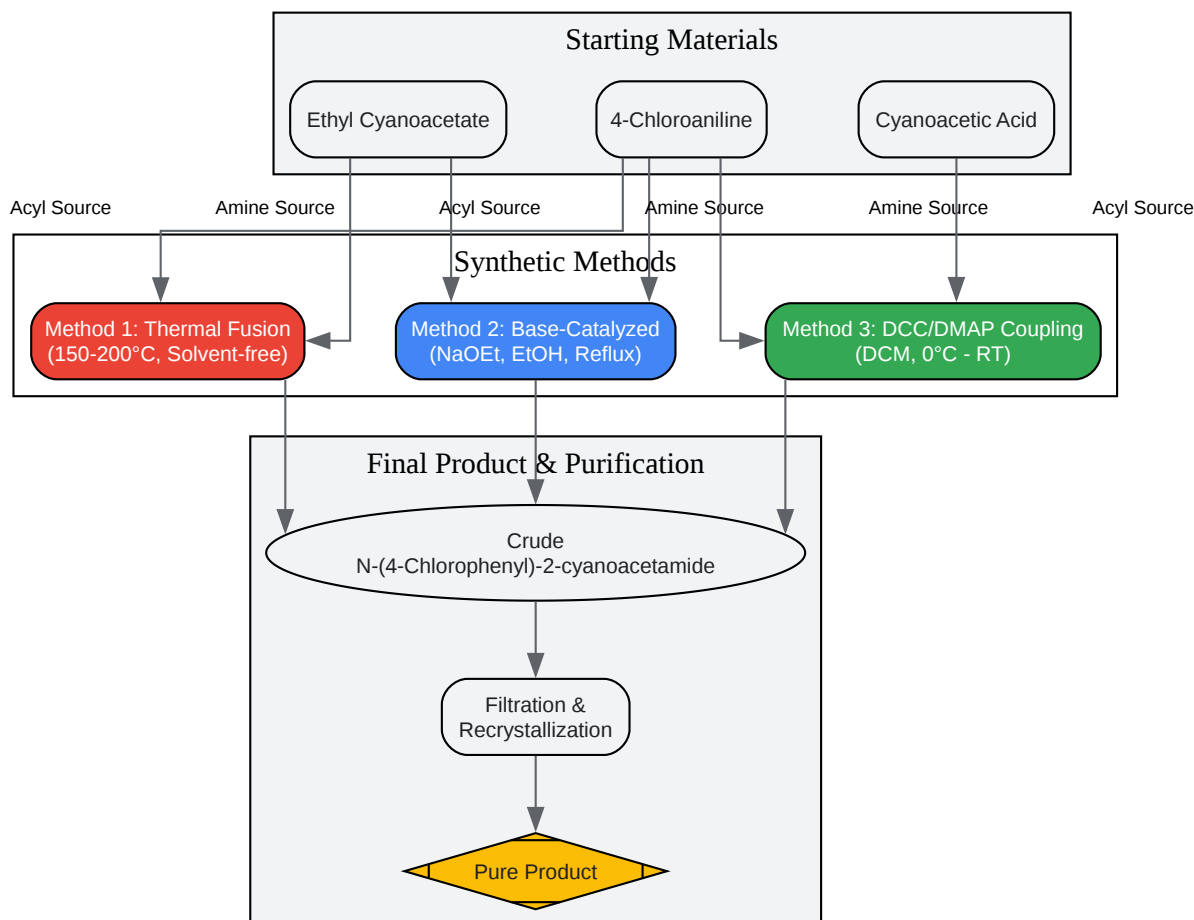 Starting Materials
Ethyl Cyanoacetate
4-Chloroaniline
Cyanoacetic Acid
Acyl Source
Amine Source
Acyl Source
Amine Source
Amine Source
Acyl Source
Synthetic Methods
Method 1: Thermal Fusion
(150-200°C, Solvent-free)
Method 2: Base-Catalyzed
(NaOEt, EtOH, Reflux)
Method 3: DCC/DMAP Coupling
(DCM, 0°C - RT)
Final Product & Purification
Crude
N-(4-Chlorophenyl)-2-cyanoacetamide
Filtration &
Recrystallization
Pure Product